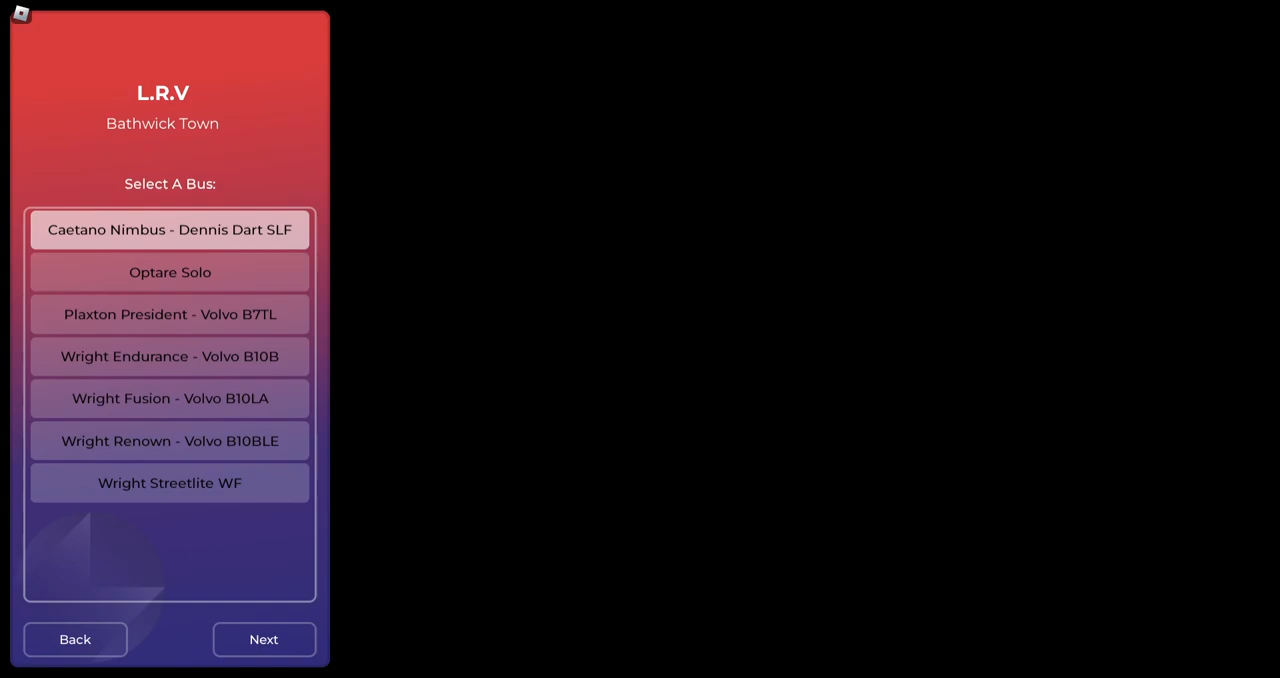 L.R.V
Bathwick Town
Select A Bus:
Caetano Nimbus - Dennis Dart SLF
Optare Solo
Plaxton President - Volvo B7TL
Wright Endurance - Volvo B10B
Wright Fusion - Volvo B10LA
Wright Renown - Volvo B10BLE
Wright Streetlite WF
Back
Next